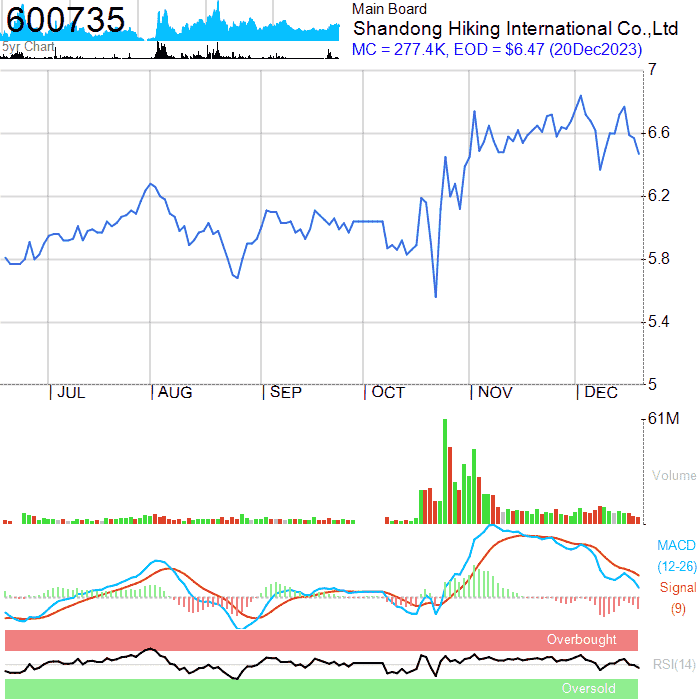 600735
5yr Chart
Main Board
Shandong Hiking International Co.,Ltd
MC = 277.4K, EOD = $6.47 (20Dec2023)
7
6.6
6.2
5.8
5.4
5
JUL
AUG
SEP
OCT
NOV
DEC
61M
Volume
MACD
(12-26)
Signal
(9)
Overbought
RSI(14)
Oversold